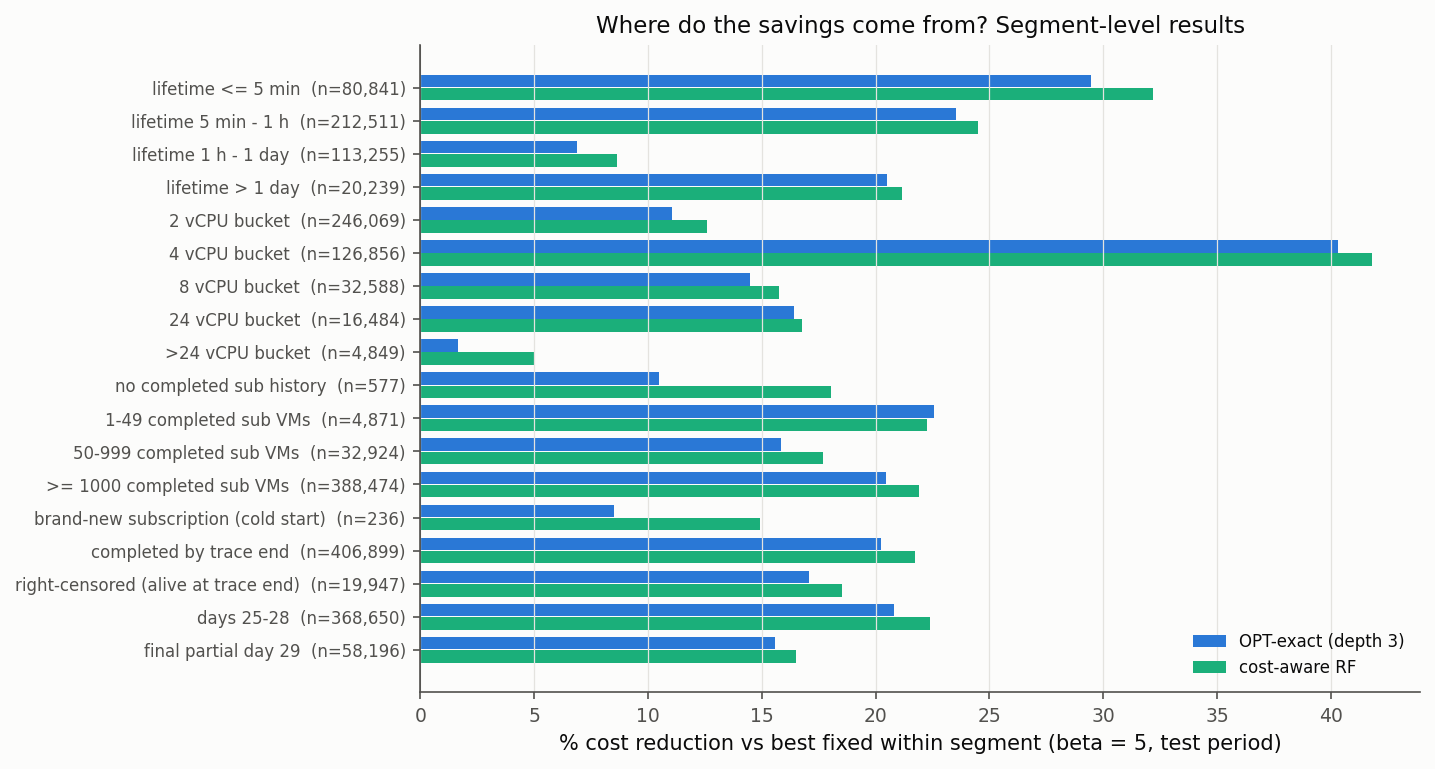 Where do the savings come from? Segment-level results
lifetime <= 5 min  (n=80,841)
lifetime 5 min - 1 h  (n=212,511)
lifetime 1 h - 1 day  (n=113,255)
lifetime > 1 day  (n=20,239)
2 vCPU bucket  (n=246,069)
4 vCPU bucket  (n=126,856)
8 vCPU bucket  (n=32,588)
24 vCPU bucket  (n=16,484)
>24 vCPU bucket  (n=4,849)
no completed sub history  (n=577)
1-49 completed sub VMs  (n=4,871)
50-999 completed sub VMs  (n=32,924)
>= 1000 completed sub VMs  (n=388,474)
brand-new subscription (cold start)  (n=236)
completed by trace end  (n=406,899)
right-censored (alive at trace end)  (n=19,947)
days 25-28  (n=368,650)
final partial day 29  (n=58,196)
OPT-exact (depth 3)
cost-aware RF
0 5 10 15 20 25 30 35 40
% cost reduction vs best fixed within segment (beta = 5, test period)